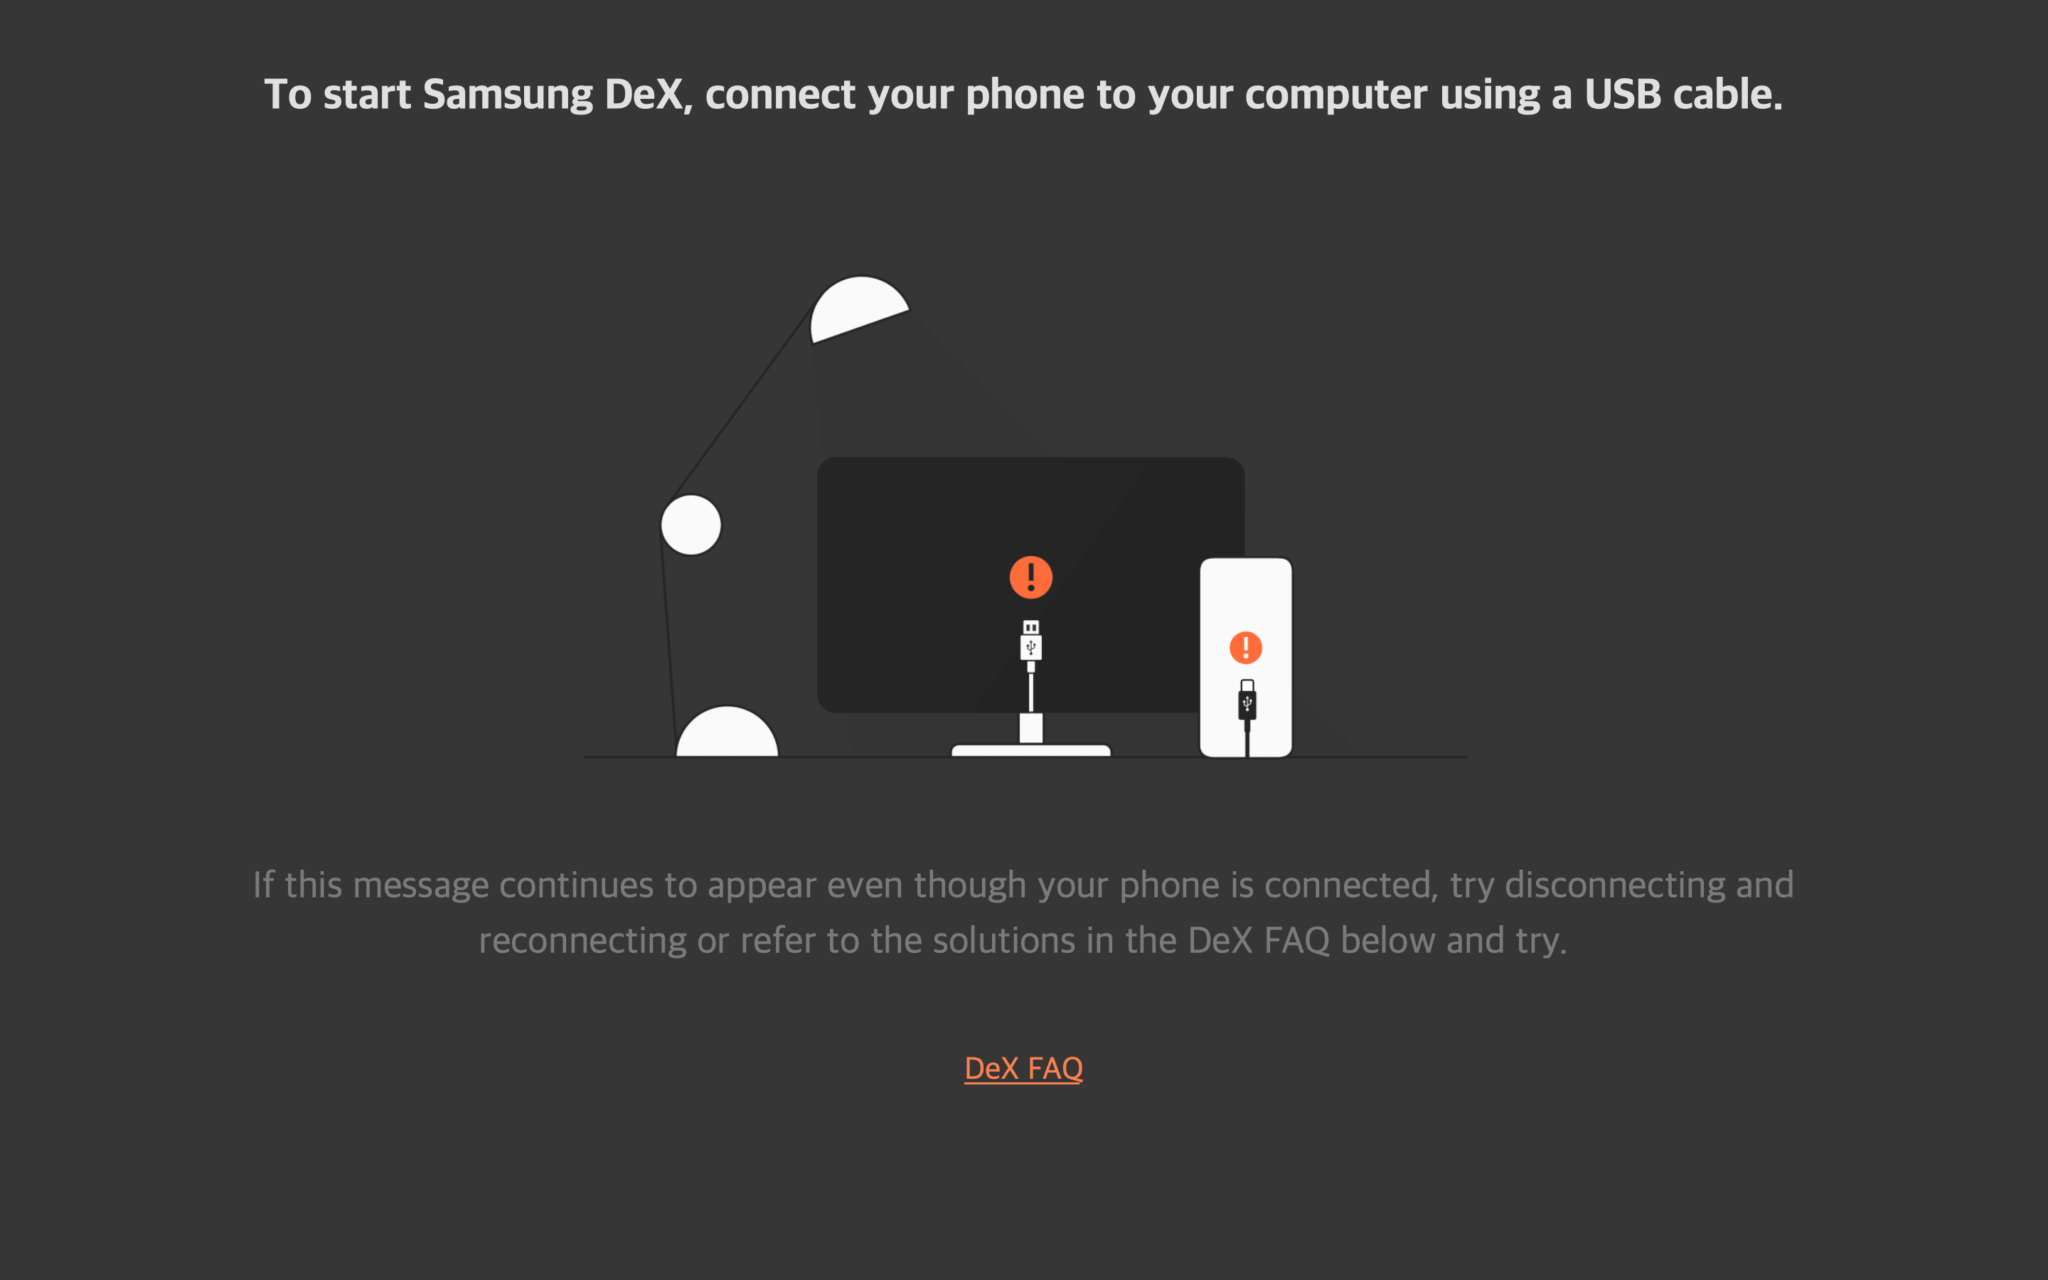 To start Samsung DeX, connect your phone to your computer using a USB cable.
If this message continues to appear even though your phone is connected, try disconnecting and
reconnecting or refer to the solutions in the DeX FAQ below and try.
DeX FAQ